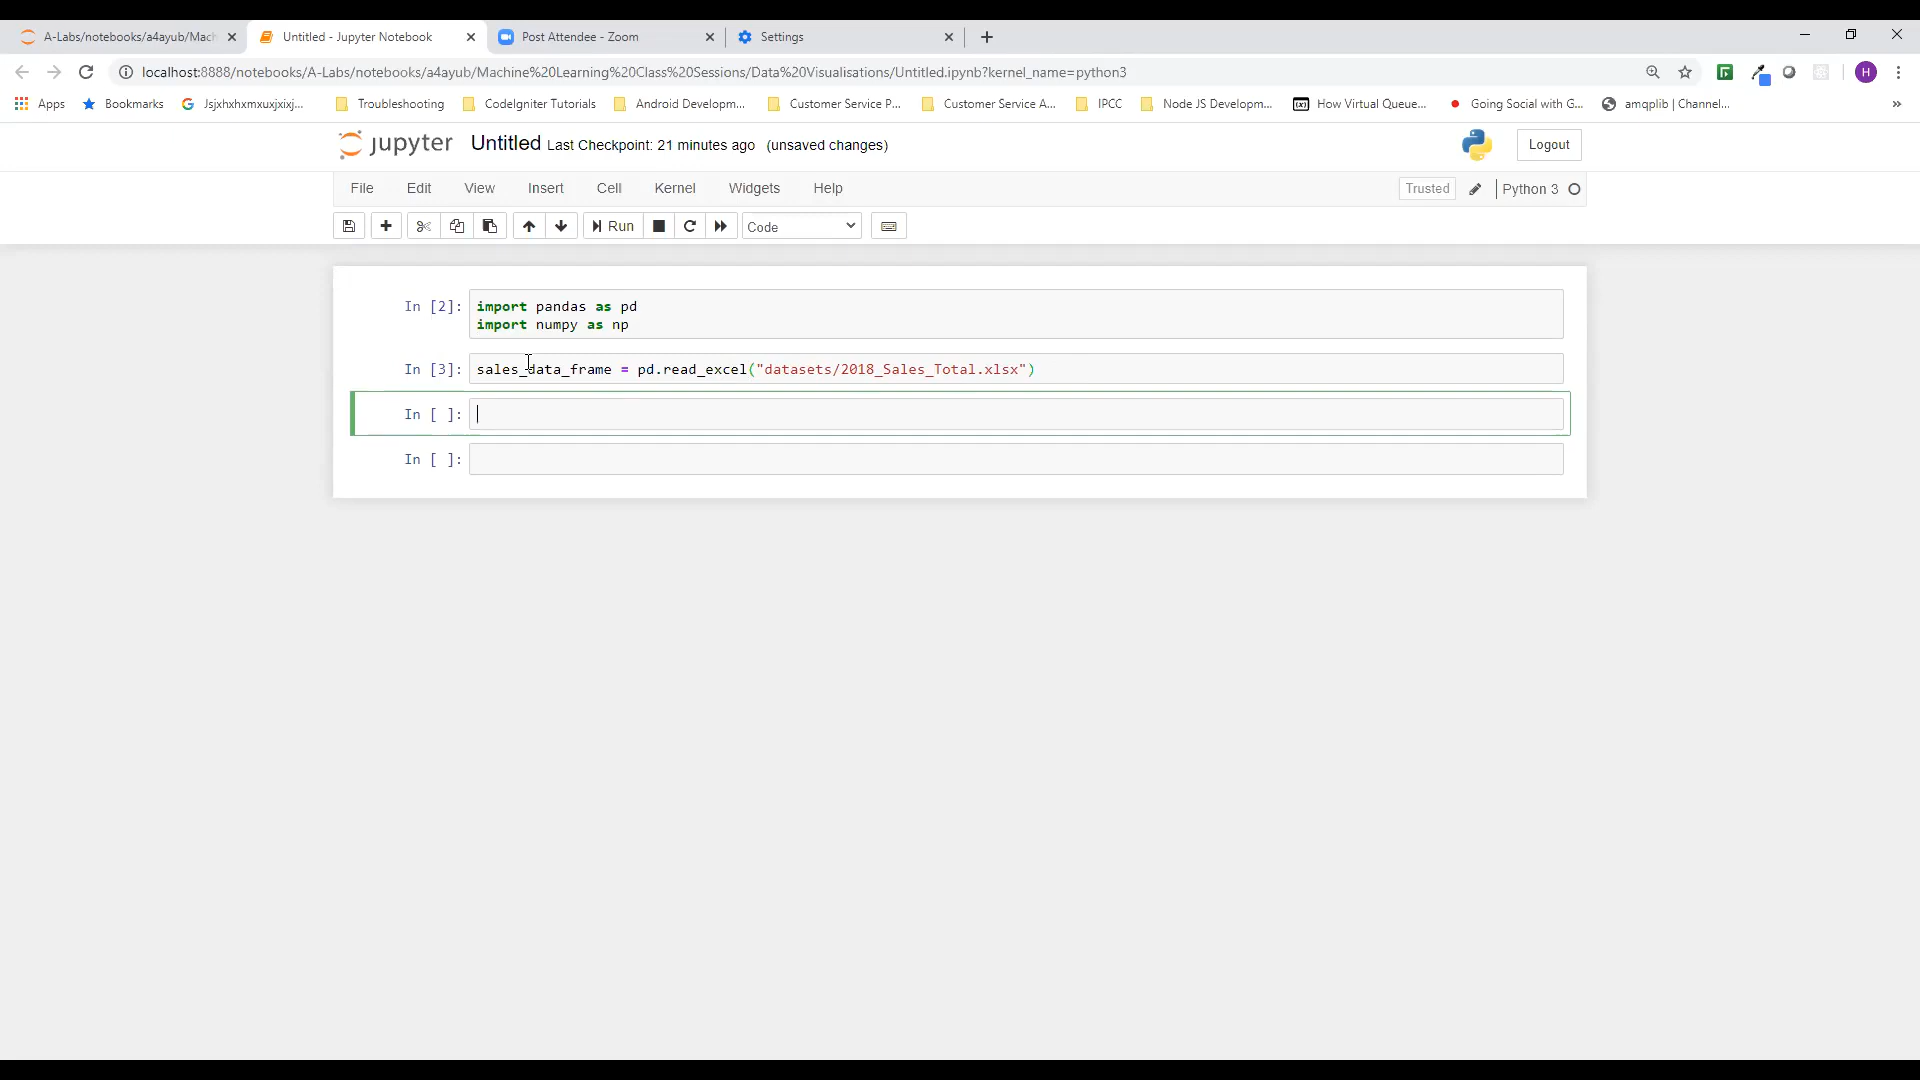 A-Labs/notebooks/a4ayub/Mach
Untitled - Jupyter Notebook
Post Attendee - Zoom
Settings
localhost:8888/notebooks/A-Labs/notebooks/a4ayub/Machine%20Learning%20Class%20Sessions/Data%20Visualisations/Untitled.ipynb?kernel_name=python3
H
Apps
Bookmarks
Jsjxhxhxmxuxjxixj...
Troubleshooting
CodeIgniter Tutorials
Android Developm...
Customer Service P...
Customer Service A...
IPCC
Node JS Developm...
How Virtual Queue...
Going Social with G...
amqplib | Channel...
jupyter Untitled Last Checkpoint: 21 minutes ago (unsaved changes)
Logout
File Edit View Insert Cell Kernel Widgets Help
Trusted
Python 3
Run
Code
In [2]: import pandas as pd
import numpy as np
In [3]: sales_data_frame = pd.read_excel("datasets/2018_Sales_Total.xlsx")
In [ ]:
In [ ]: